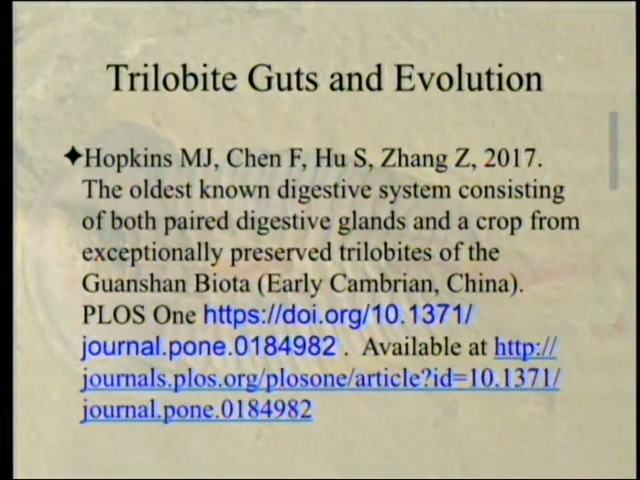 Trilobite Guts and Evolution
✦Hopkins MJ, Chen F, Hu S, Zhang Z, 2017.
The oldest known digestive system consisting
of both paired digestive glands and a crop from
exceptionally preserved trilobites of the
Guanshan Biota (Early Cambrian, China).
PLOS One https://doi.org/10.1371/
journal.pone.0184982 . Available at http://
journals.plos.org/plosone/article?id=10.1371/
journal.pone.0184982